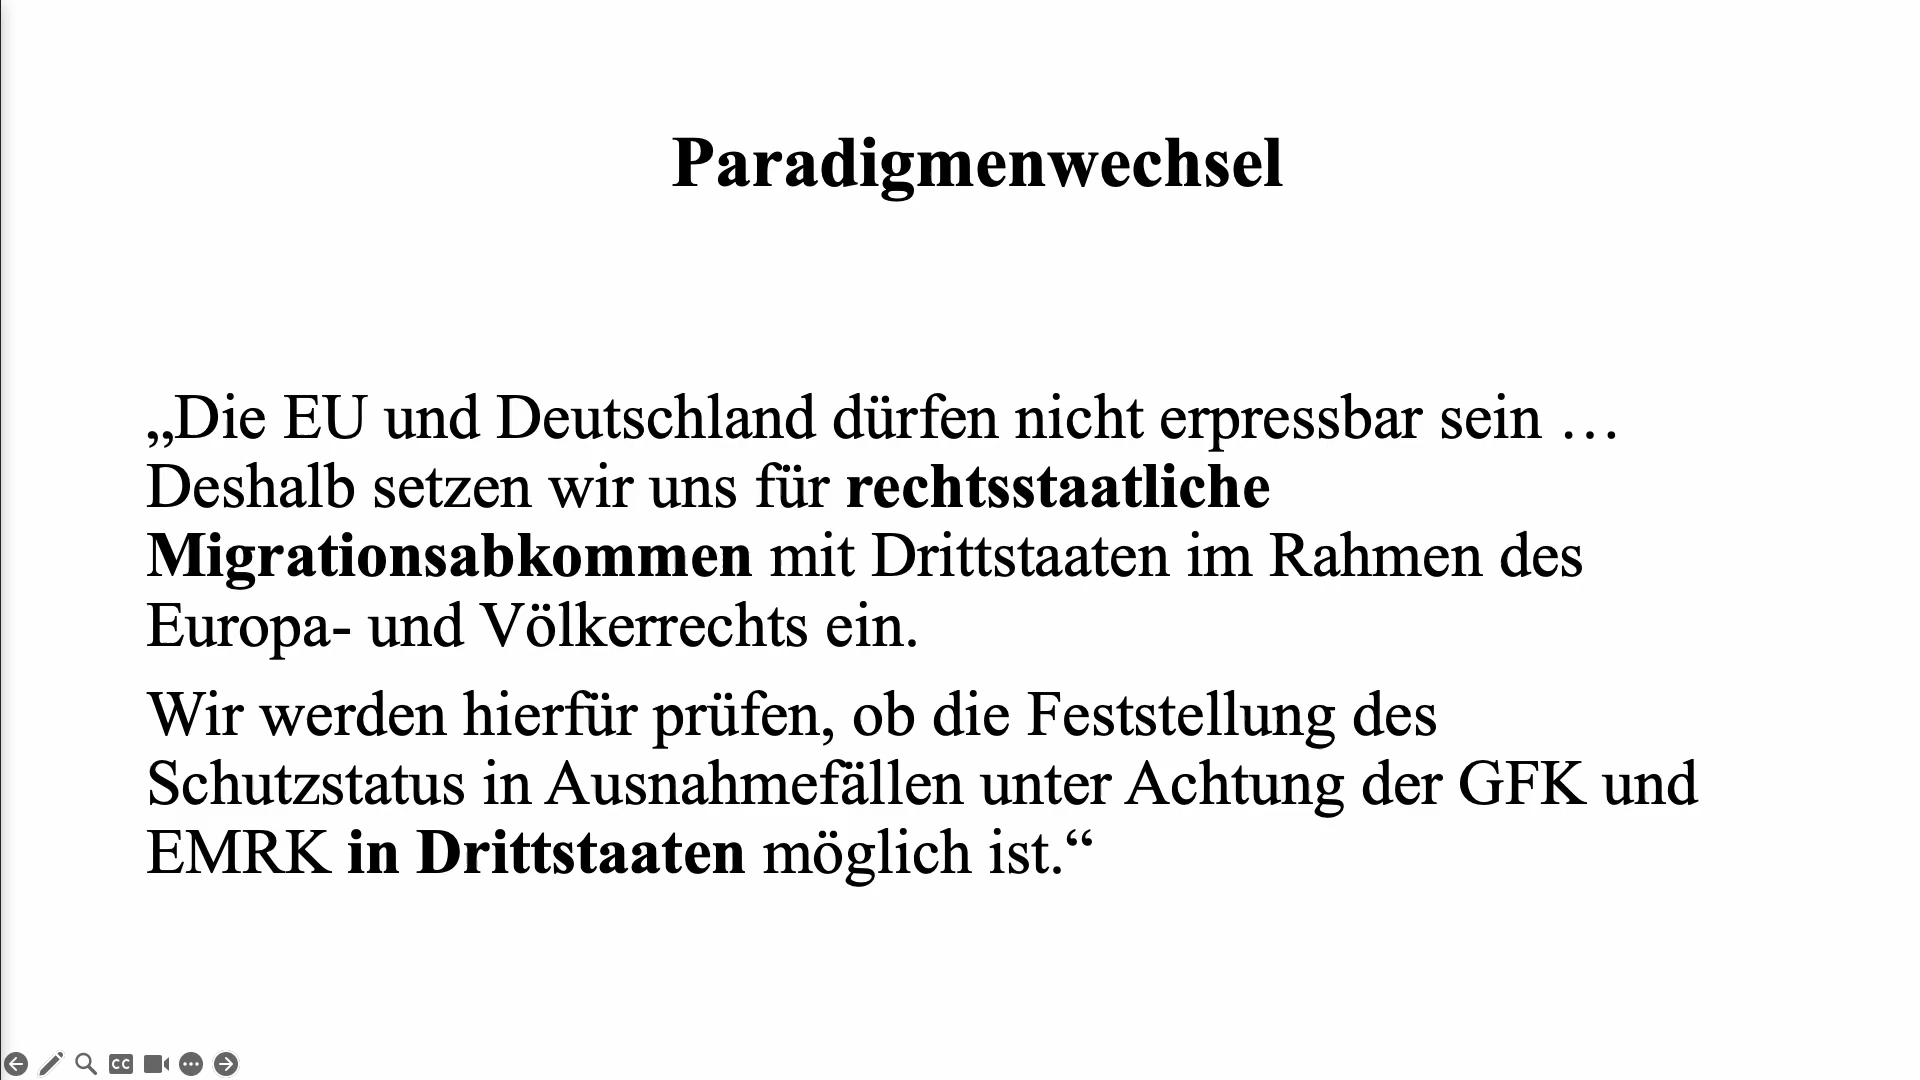 Paradigmenwechsel
„Die EU und Deutschland dürfen nicht erpressbar sein …
Deshalb setzen wir uns für rechtsstaatliche
Migrationsabkommen mit Drittstaaten im Rahmen des
Europa- und Völkerrechts ein.
Wir werden hierfür prüfen, ob die Feststellung des
Schutzstatus in Ausnahmefällen unter Achtung der GFK und
EMRK in Drittstaaten möglich ist.“
CC